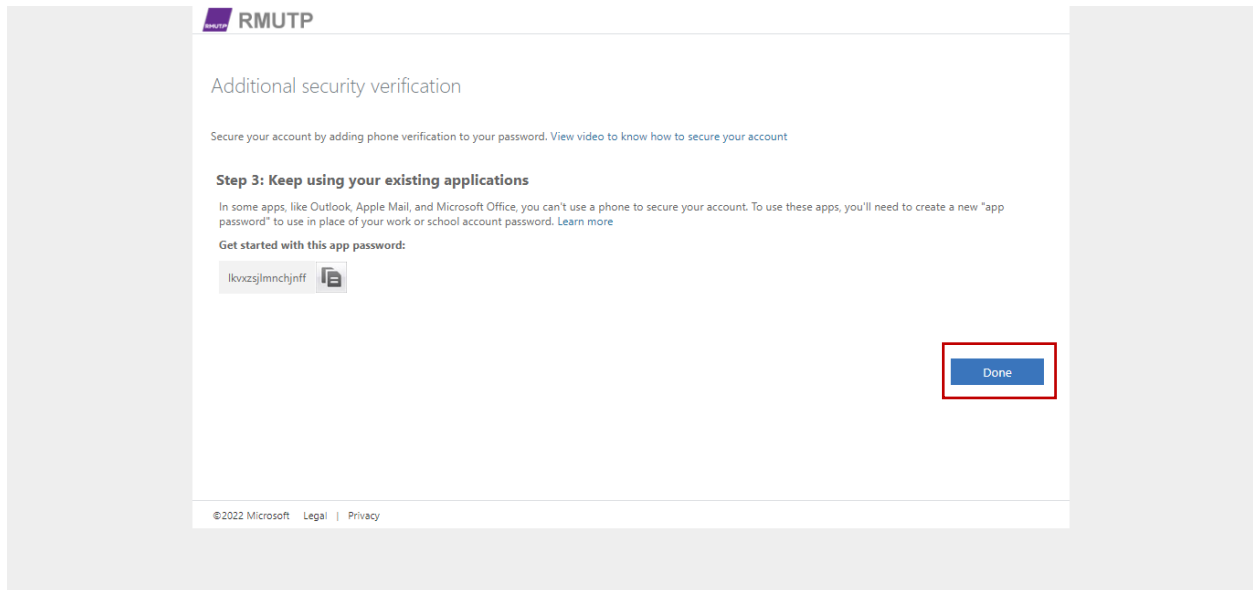 RMUTP RMUTP
Additional security verification
Secure your account by adding phone verification to your password. View video to know how to secure your account
Step 3: Keep using your existing applications
In some apps, like Outlook, Apple Mail, and Microsoft Office, you can't use a phone to secure your account. To use these apps, you'll need to create a new "app
password" to use in place of your work or school account password. Learn more
Get started with this app password:
lkvxzsjlmnchjnff
Done
©2022 Microsoft Legal | Privacy